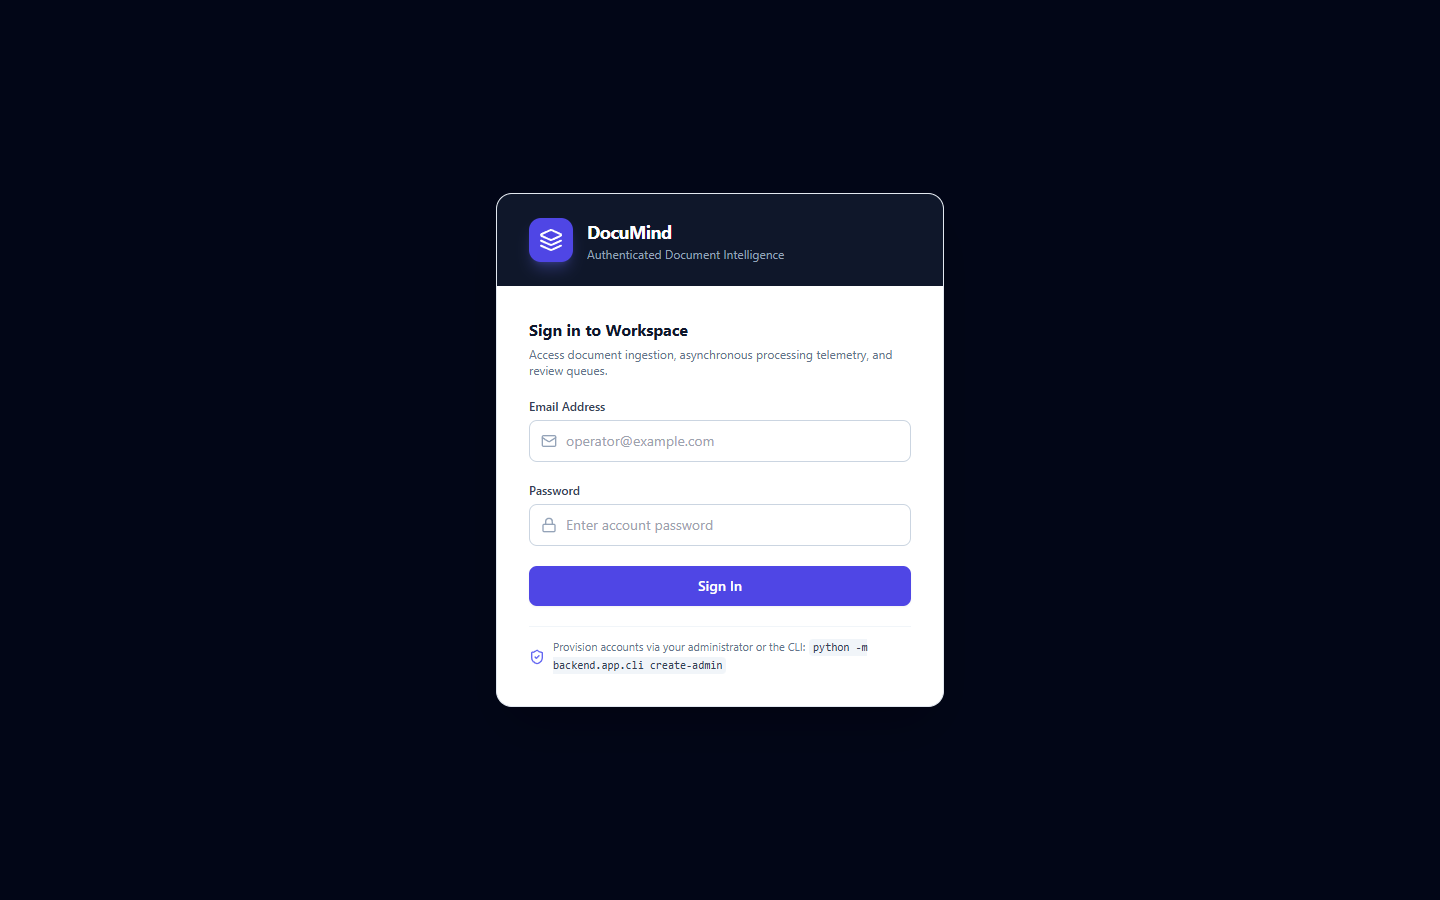 DocuMind
Authenticated Document Intelligence
Sign in to Workspace
Access document ingestion, asynchronous processing telemetry, and
review queues.
Email Address
operator@example.com
Password
Enter account password
Sign In
Provision accounts via your administrator or the CLI: python -m
backend.app.cli create-admin